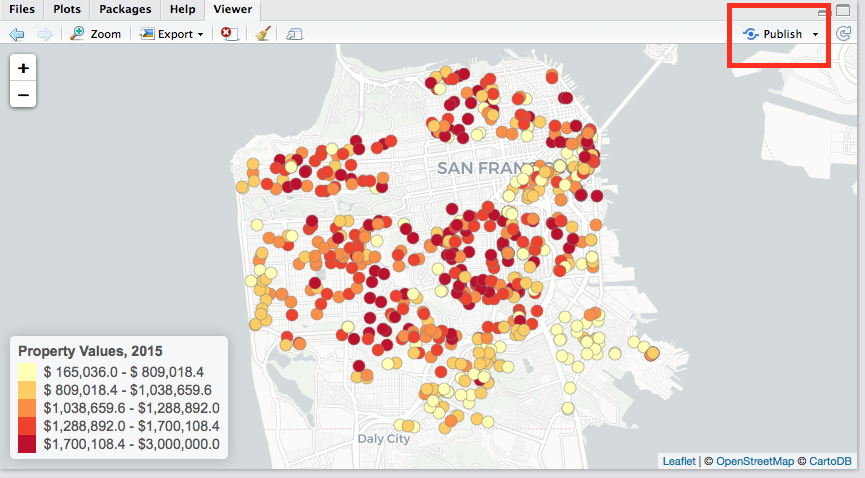 Files Plots Packages Help Viewer
Zoom Export Publish
+
−
SAN FRAN
Property Values, 2015
$ 165,036.0 - $ 809,018.4
$ 809,018.4 - $1,038,659.6
$1,038,659.6 - $1,288,892.0
$1,288,892.0 - $1,700,108.4
$1,700,108.4 - $3,000,000.0
Daly City
Leaflet | © OpenStreetMap © CartoDB